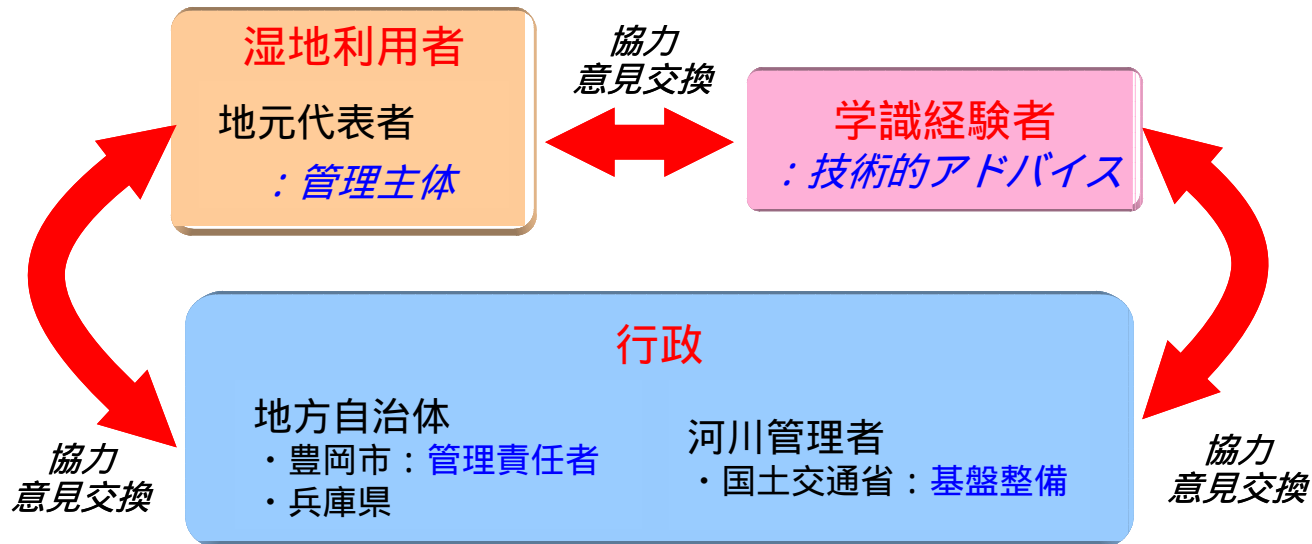 湿地利用者
地元代表者
：管理主体
協力
意見交換
学識経験者
：技術的アドバイス
行政
地方自治体
・豊岡市：管理責任者
・兵庫県
河川管理者
・国土交通省：基盤整備
協力
意見交換
協力
意見交換